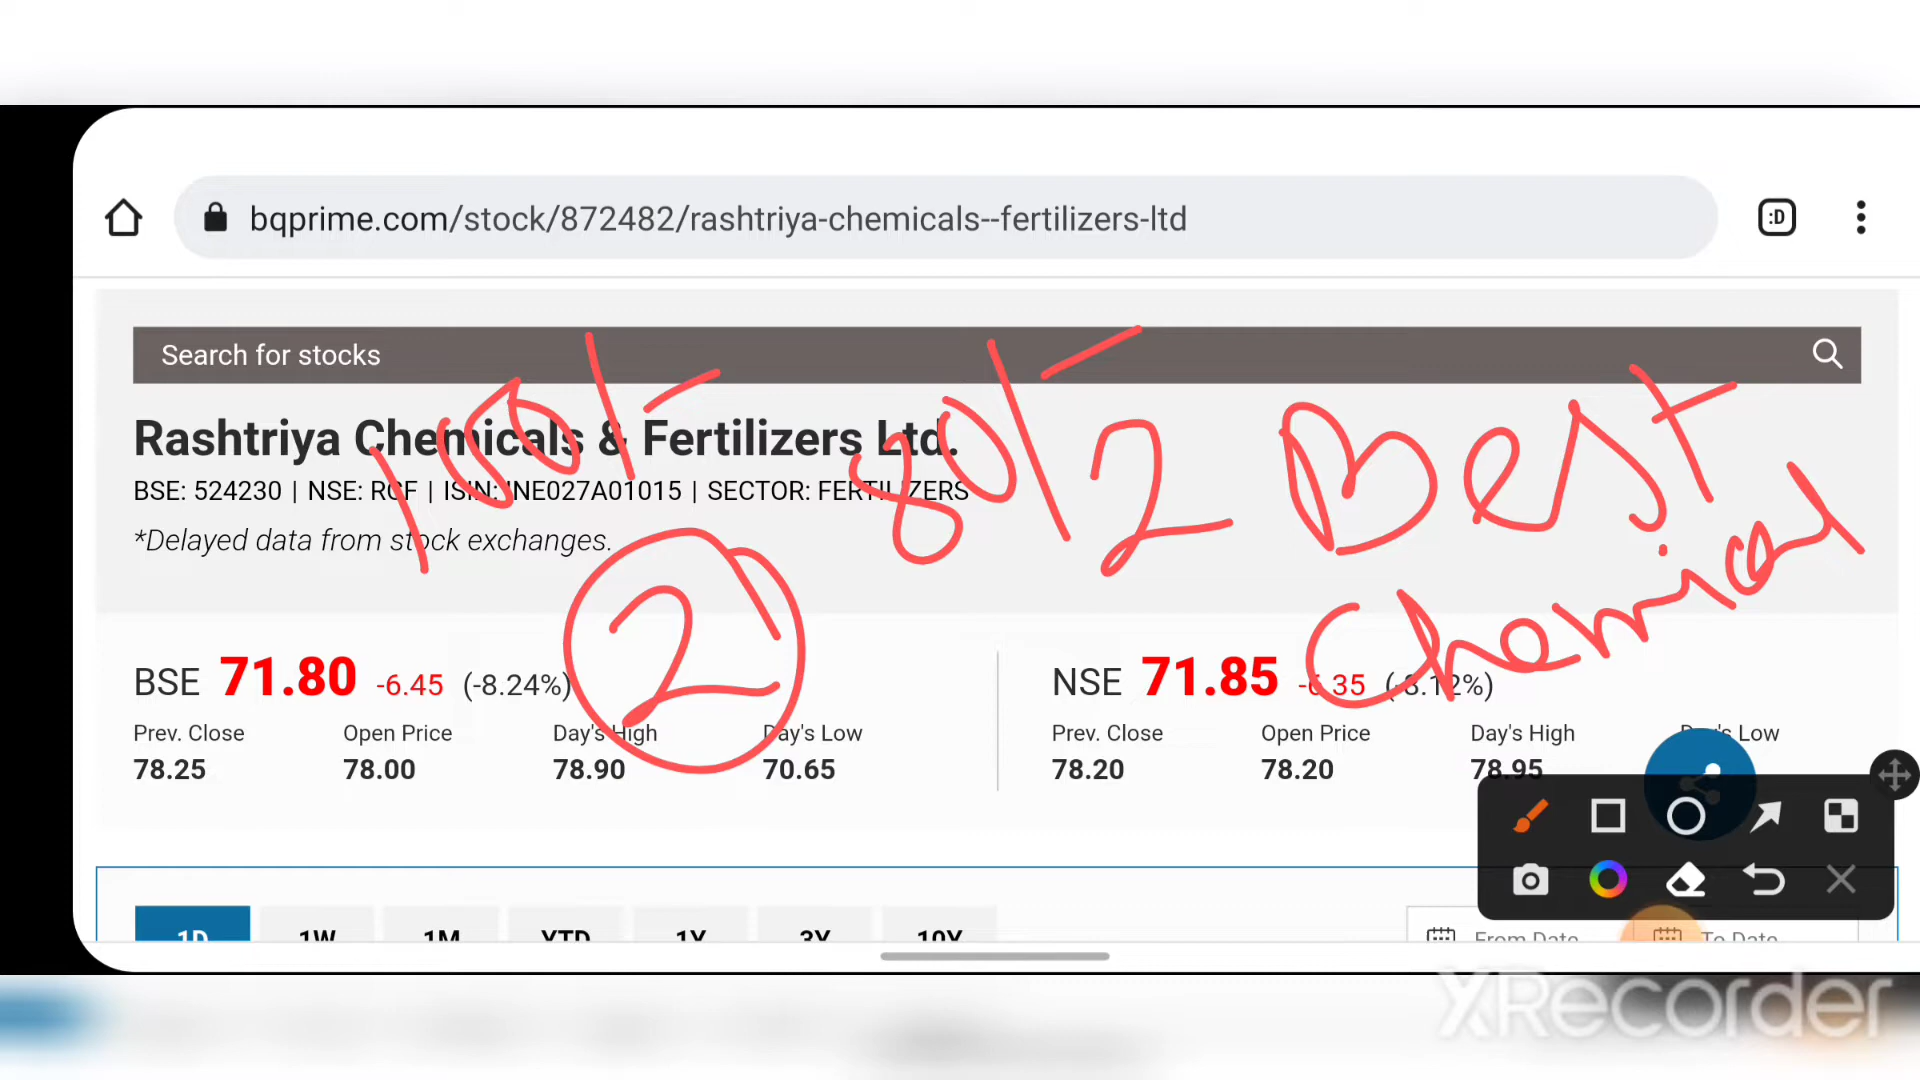 :D
bqprime.com/stock/872482/rashtriya-chemicals--fertilizers-ltd
Search for stocks
100/- 80/- 2 Best
Chemical
2
Rashtriya Chemicals & Fertilizers Ltd.
BSE: 524230 | NSE: RCF | ISIN: INE027A01015 | SECTOR: FERTILIZERS
*Delayed data from stock exchanges.
BSE 71.80 -6.45 (-8.24%)
Prev. Close Open Price Day's High Day's Low
78.25 78.00 78.90 70.65
NSE 71.85 -6.35 (-8.12%)
Prev. Close Open Price Day's High Day's Low
78.20 78.20 78.95
1D 1W 1M YTD 1Y 3Y 10Y
From Date To Date
XRecorder